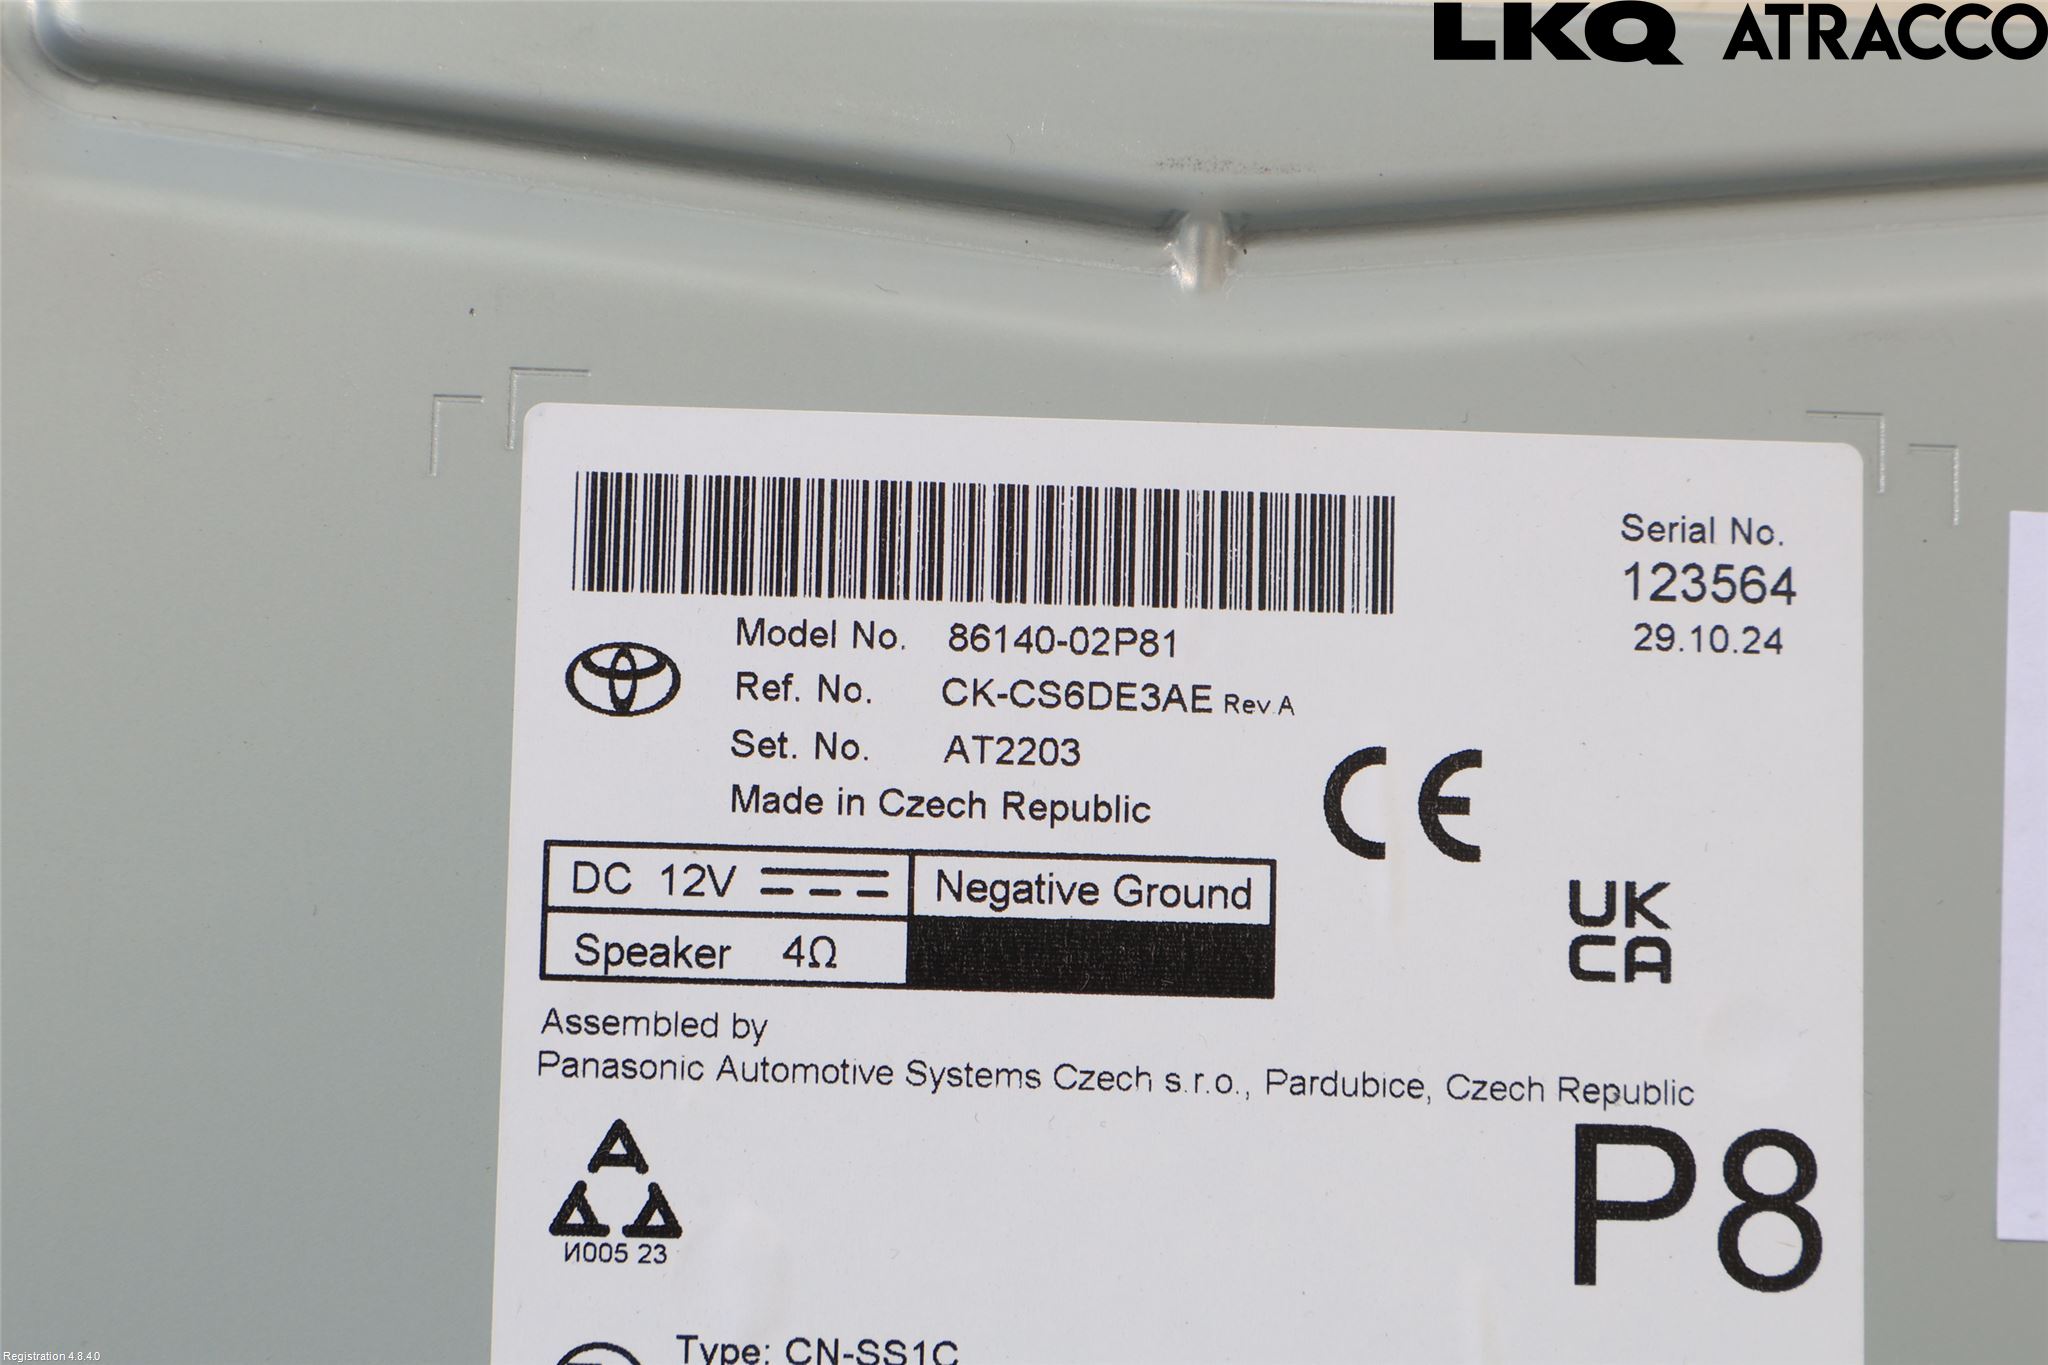 LKQ ATRACCO
Serial No.
123564
29.10.24
Model No. 86140-02P81
Ref. No. CK-CS6DE3AE Rev.A
Set. No. AT2203
Made in Czech Republic
CE
DC 12V Negative Ground
Speaker 4Ω
UK
CA
Assembled by
Panasonic Automotive Systems Czech s.r.o., Pardubice, Czech Republic
A
И005 23
P8
Type: CN-SS1C
Registration 4.8.4.0